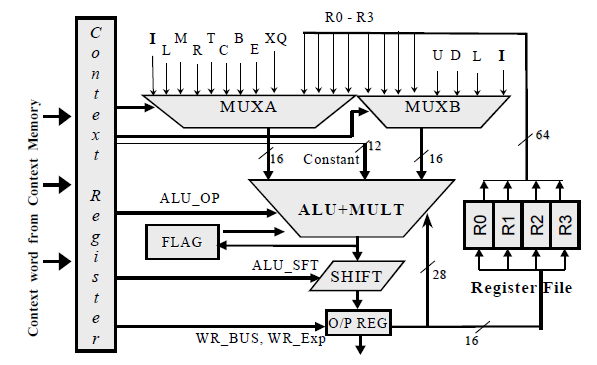 R0 - R3
I L M R T C B E XQ
U D L I
MUXA
MUXB
Context Register
Context word from Context Memory
16
Constant
12
16
64
ALU_OP
ALU+MULT
FLAG
R0
R1
R2
R3
ALU_SFT
SHIFT
28
Register File
O/P REG
WR_BUS, WR_Exp
16